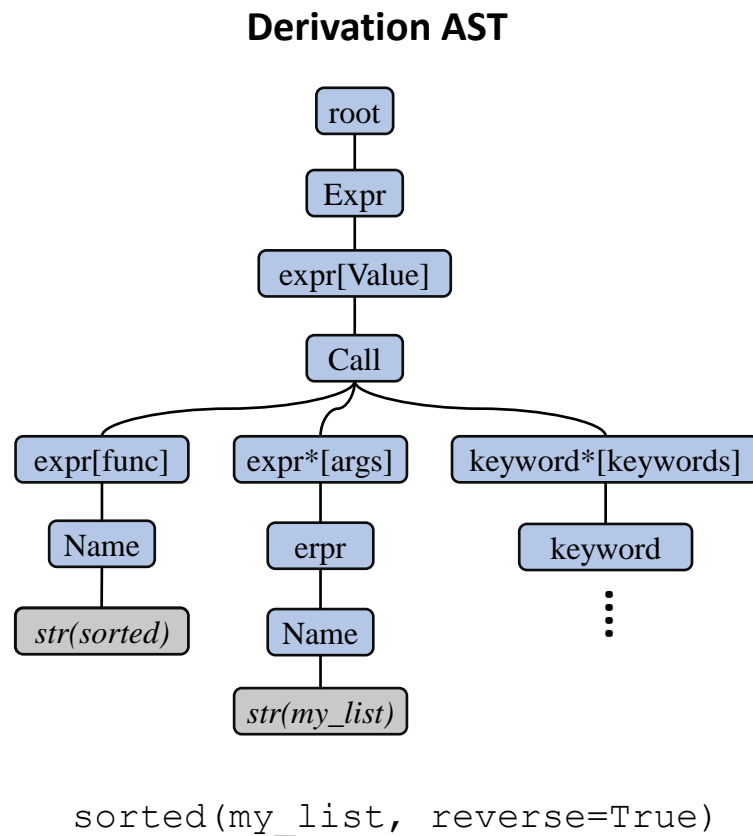 Derivation AST
root
Expr
expr[Value]
Call
expr[func] expr*[args] keyword*[keywords]
Name erpr keyword
str(sorted) Name
str(my_list)
sorted(my_list, reverse=True)